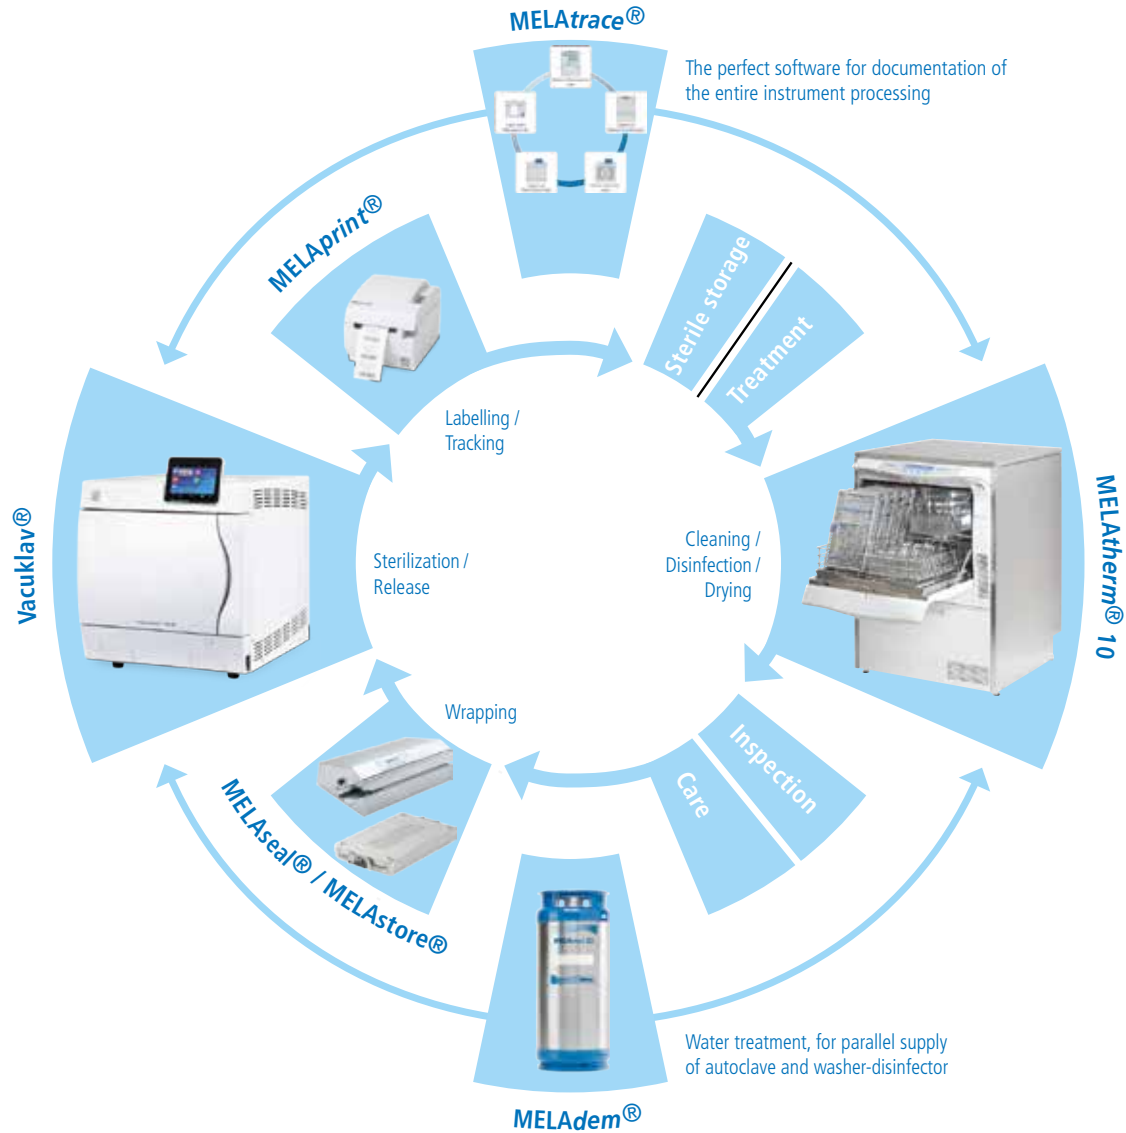 MELAtrace®
The perfect software for documentation of
the entire instrument processing
MELAprint®
Sterile storage
Treatment
Labelling /
Tracking
Vacuklav®
Sterilization /
Release
Cleaning /
Disinfection /
Drying
MELAtherm® 10
Wrapping
Inspection
Care
MELAseal® / MELAstore®
Water treatment, for parallel supply
of autoclave and washer-disinfector
MELAdem®